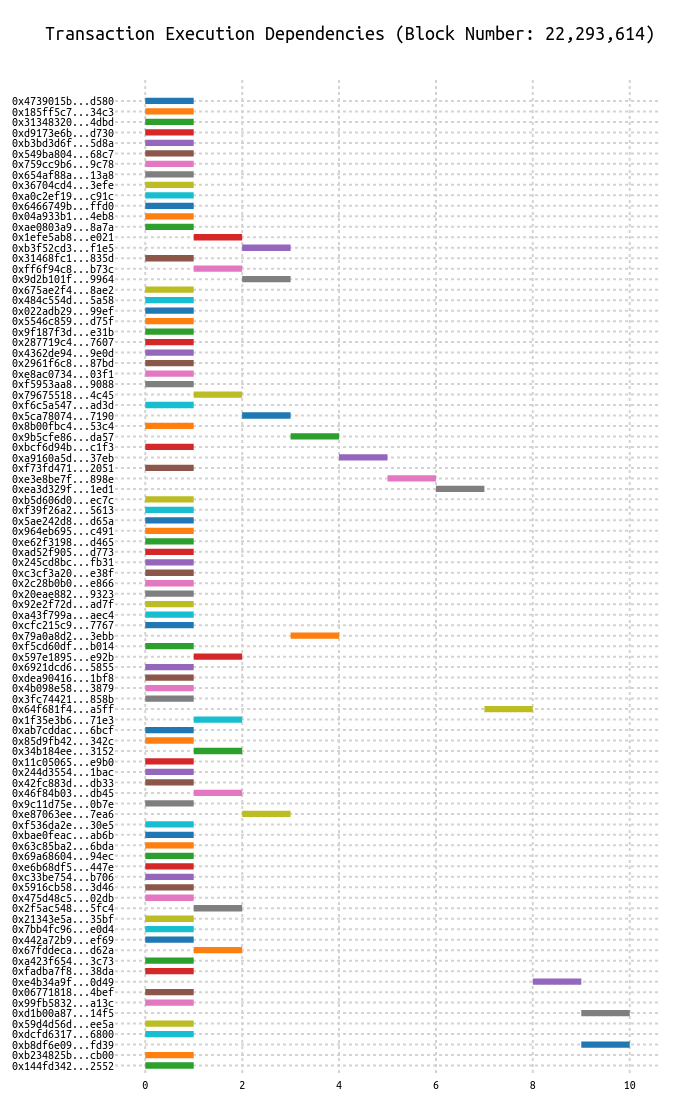 Transaction Execution Dependencies (Block Number: 22,293,614)
0x4739015b...d580
0x185ff5c7...34c3
0x31348320...4dbd
0xd9173e6b...d730
0xb3bd3d6f...5d8a
0x549ba804...68c7
0x759cc9b6...9c78
0x654af88a...13a8
0x36704cd4...3efe
0xa0c2ef19...c91c
0x6466749b...ffd0
0x04a933b1...4eb8
0xae0803a9...8a7a
0x1efe5ab8...e021
0xb3f52cd3...f1e5
0x31468fc1...835d
0xff6f94c8...b73c
0x9d2b101f...9964
0x675ae2f4...8ae2
0x484c554d...5a58
0x022adb29...99ef
0x5546c859...d75f
0x9f187f3d...e31b
0x287719c4...7607
0x4362de94...9e0d
0x2961f6c8...87bd
0xe8ac0734...03f1
0xf5953aa8...9088
0x79675518...4c45
0xf6c5a547...ad3d
0x5ca78074...7190
0x8b00fbc4...53c4
0x9b5cfe86...da57
0xbcf6d94b...c1f3
0xa9160a5d...37eb
0xf73fd471...2051
0xe3e8be7f...898e
0xea3d329f...1ed1
0xb5d606d0...ec7c
0xf39f26a2...5613
0x5ae242d8...d65a
0x964eb695...c491
0xe62f3198...d465
0xad52f905...d773
0x245cd8bc...fb31
0xc3cf3a20...e38f
0x2c28b0b0...e866
0x20eae882...9323
0x92e2f72d...ad7f
0xa43f799a...aec4
0xcfc215c9...7767
0x79a0a8d2...3ebb
0xf5cd60df...b014
0x597e1895...e92b
0x6921dcd6...5855
0xdea90416...1bf8
0x4b098e58...3879
0x3fc74421...858b
0x64f681f4...a5ff
0x1f35e3b6...71e3
0xab7cddac...6bcf
0x85d9fb42...342c
0x34b184ee...3152
0x11c05065...e9b0
0x244d3554...1bac
0x42fc883d...db33
0x46f84b03...db45
0x9c11d75e...0b7e
0xe87063ee...7ea6
0xf536da2e...30e5
0xbae0feac...ab6b
0x63c85ba2...6bda
0x69a68604...94ec
0xe6b68df5...447e
0xc33be754...b706
0x5916cb58...3d46
0x475d48c5...02db
0x2f5ac548...5fc4
0x21343e5a...35bf
0x7bb4fc96...e0d4
0x442a72b9...ef69
0x67fddeca...d62a
0xa423f654...3c73
0xfadba7f8...38da
0xe4b34a9f...0d49
0x06771818...4bef
0x99fb5832...a13c
0xd1b00a87...14f5
0x59d4d56d...ee5a
0xdcfd6317...6800
0xb8df6e09...fd39
0xb234825b...cb00
0x144fd342...2552
0 2 4 6 8 10